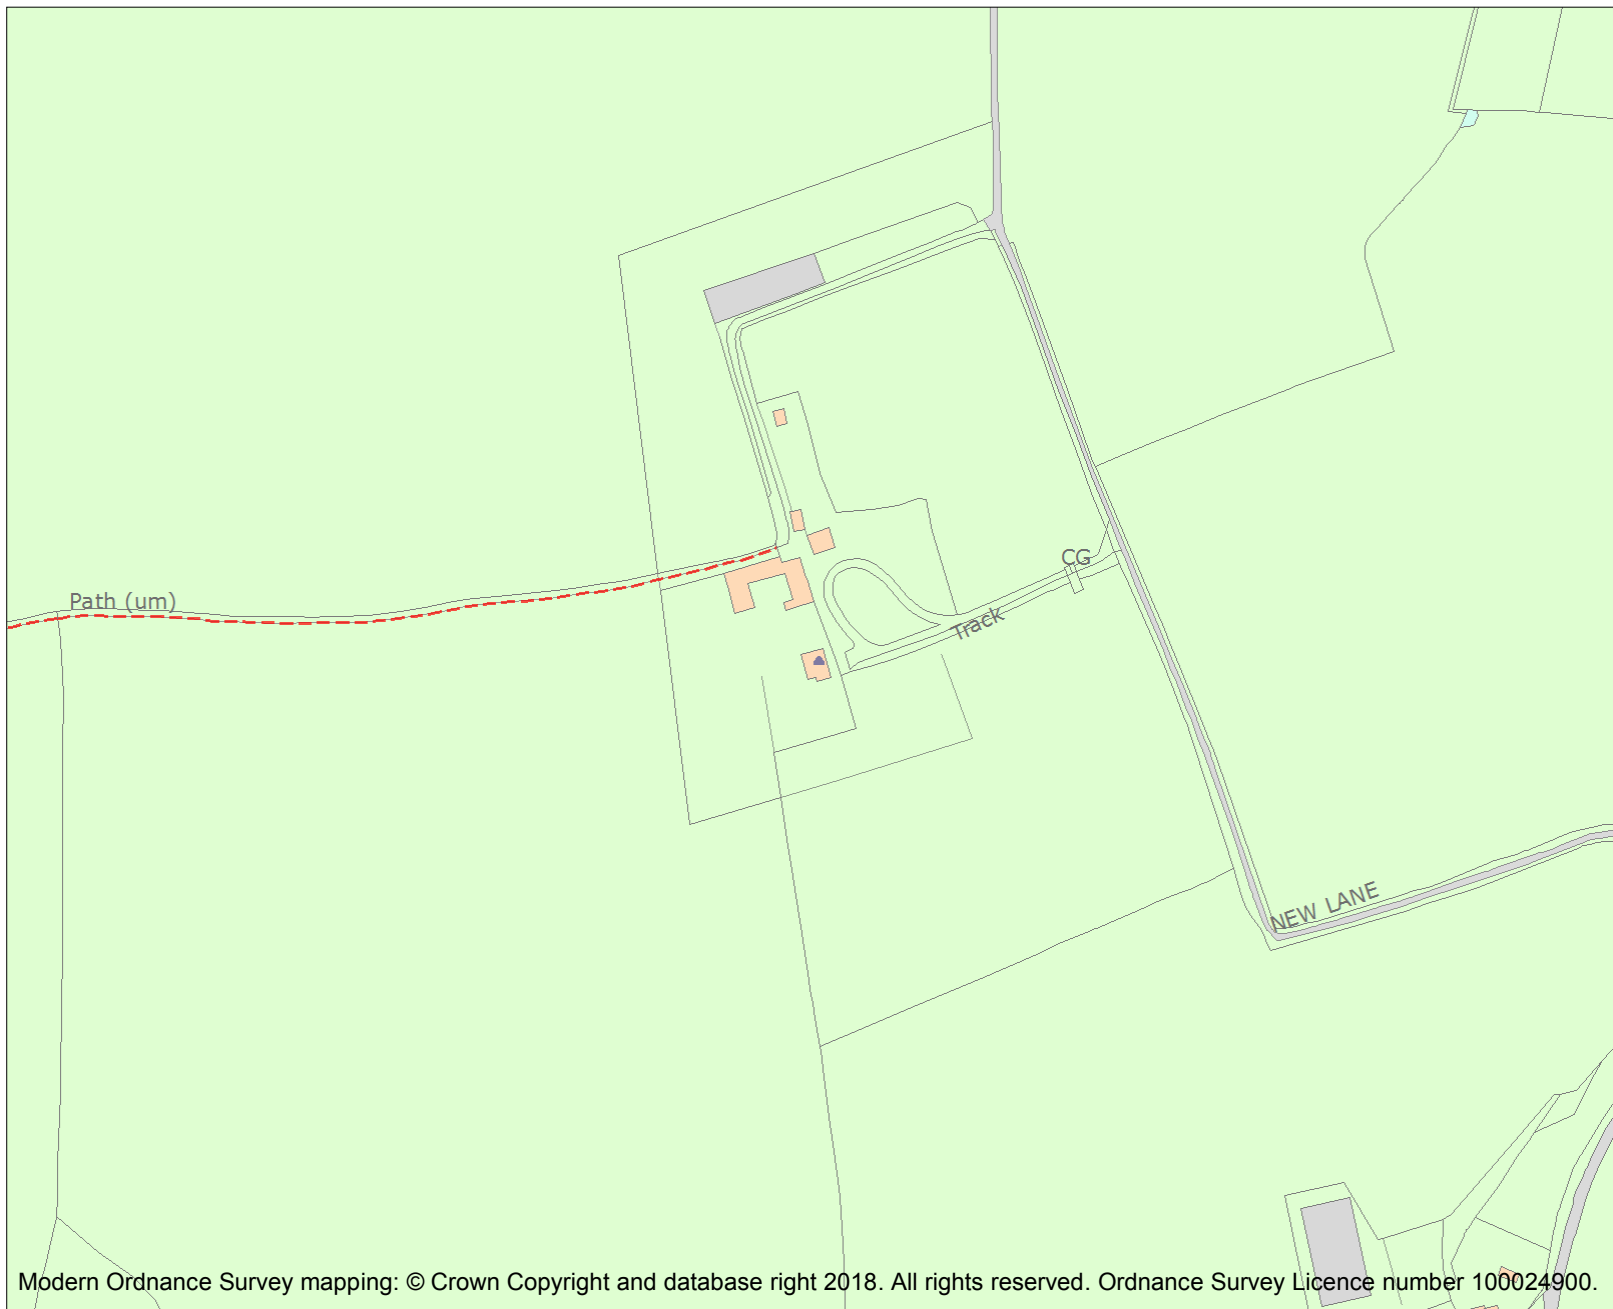 CG
Path (um)
Track
NEW LANE
Modern Ordnance Survey mapping: © Crown Copyright and database right 2018. All rights reserved. Ordnance Survey Licence number 100024900.